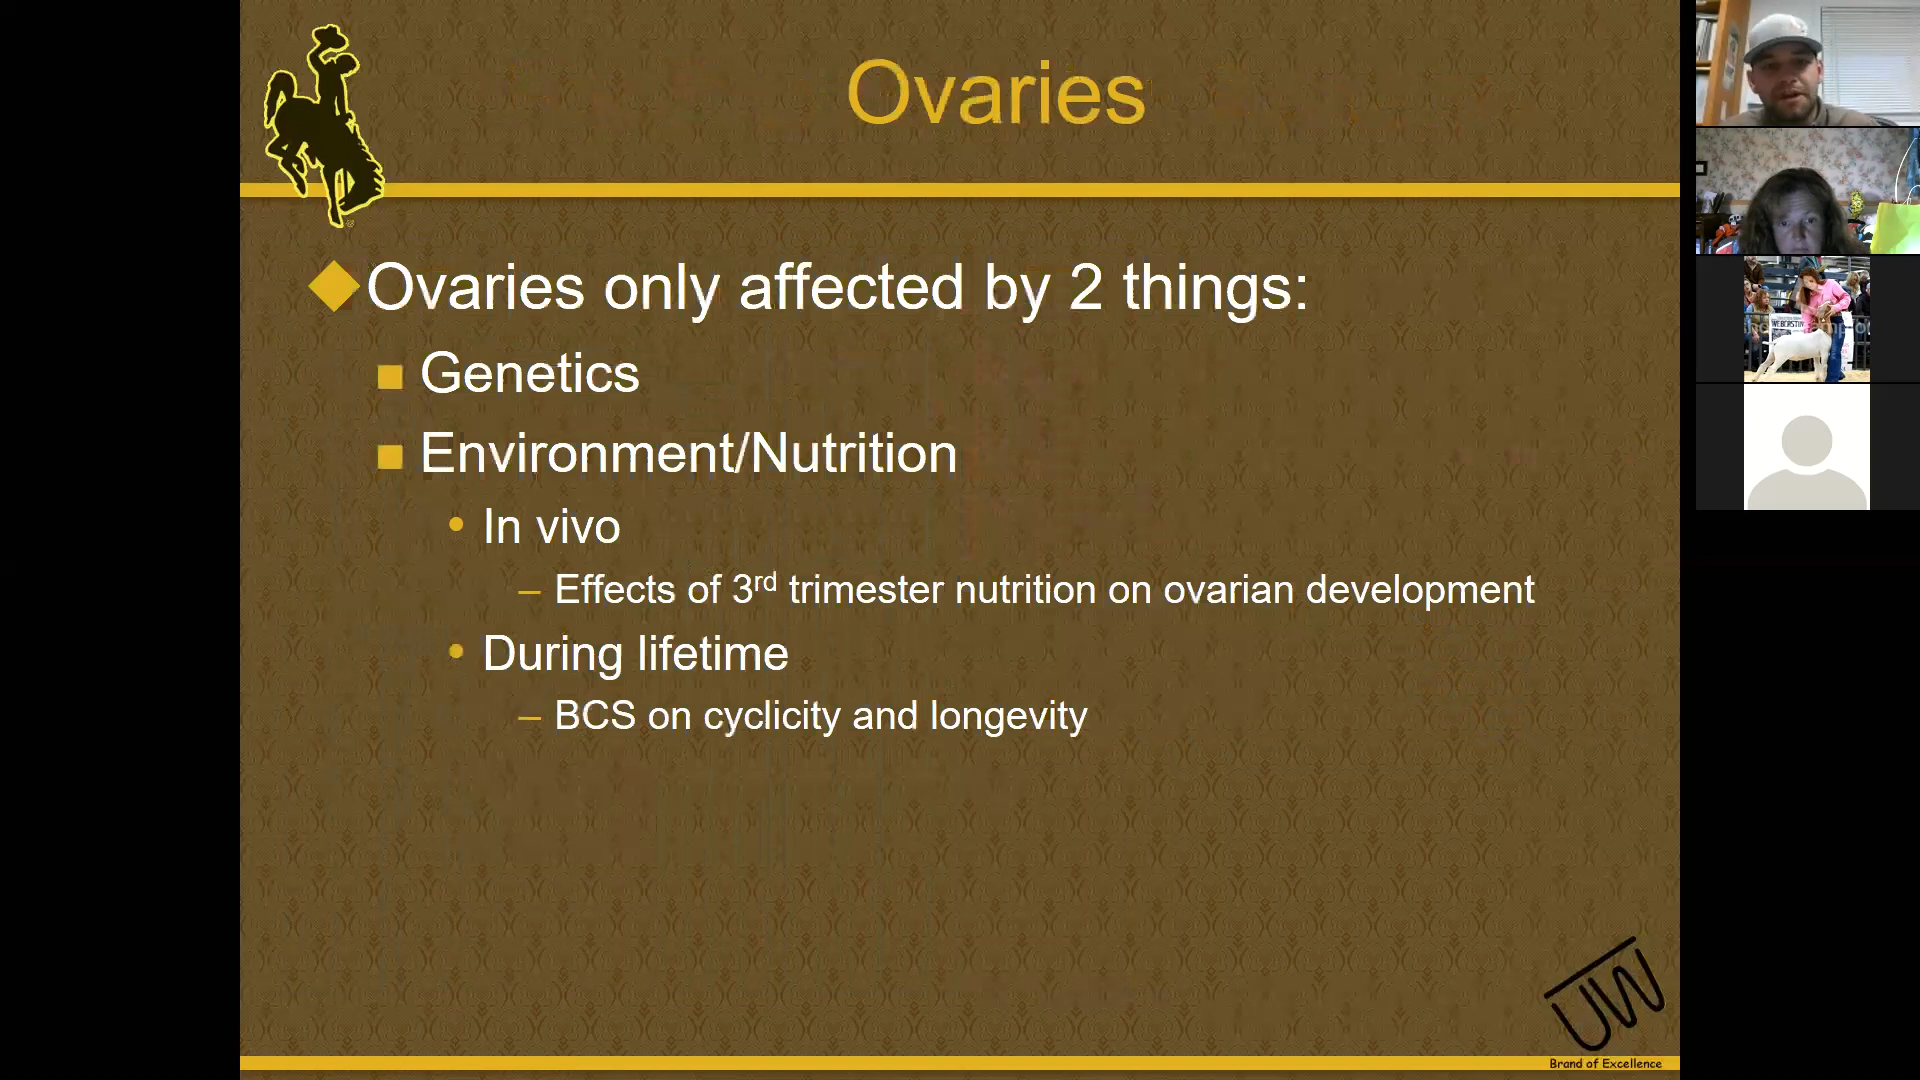 Ovaries
Ovaries only affected by 2 things:
Genetics
Environment/Nutrition
In vivo
– Effects of 3rd trimester nutrition on ovarian development
During lifetime
– BCS on cyclicity and longevity
UW
Brand of Excellence